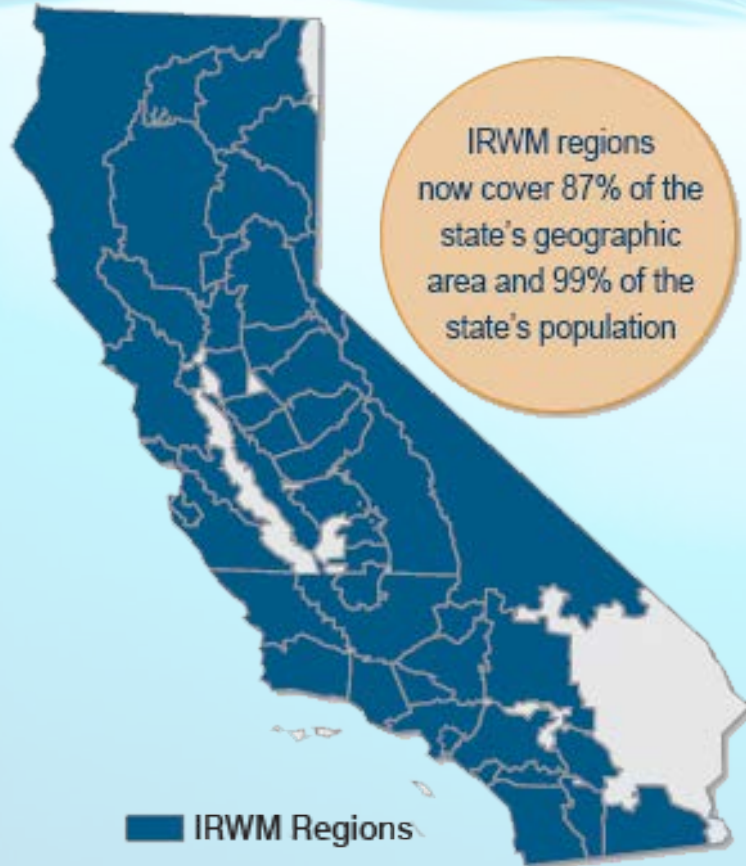 IRWM regions
now cover 87% of the
state's geographic
area and 99% of the
state's population
IRWM Regions